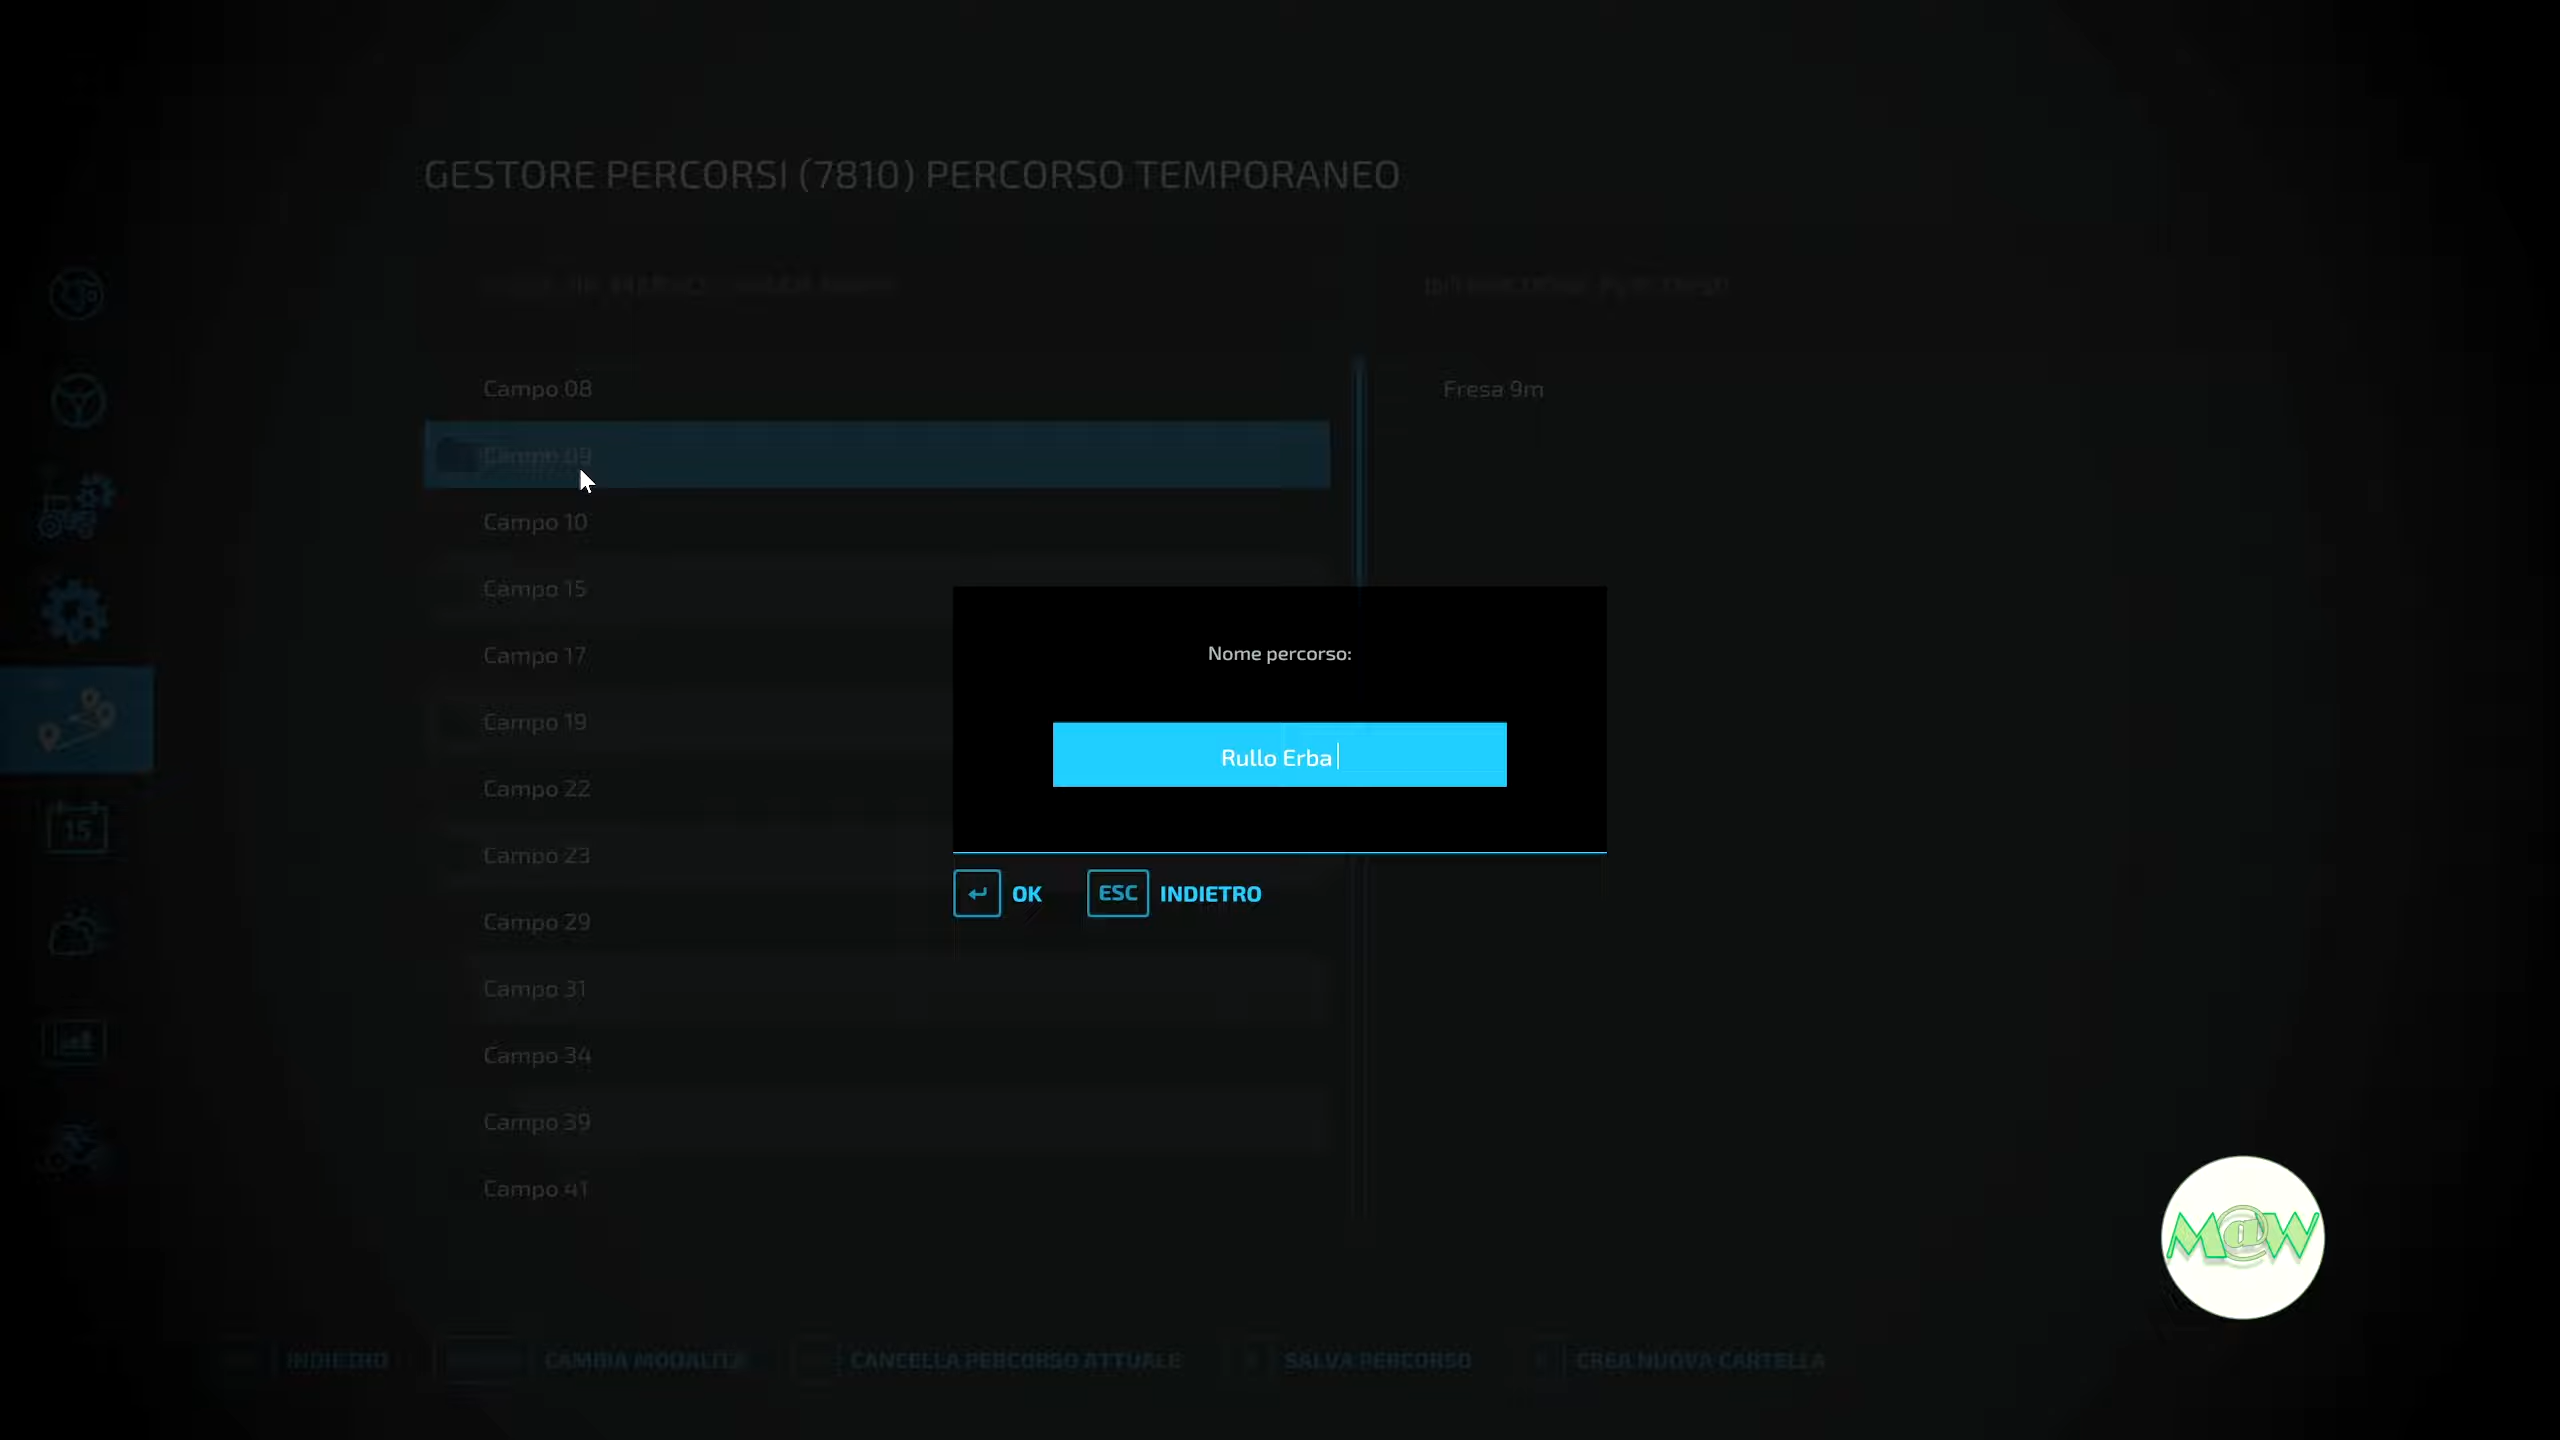 GESTORE PERCORSI (7810) PERCORSO TEMPORANEO
Campo 08
Fresa 9m
Campo 09
Campo 10
Campo 15
Campo 17
Campo 19
Campo 22
Campo 23
Campo 29
Campo 31
Campo 34
Campo 39
Campo 41
Nome percorso:
Rullo Erba
OK
ESC INDIETRO
15
M@W
INDIETRO
CAMBIA MODALITÀ
CANCELLA PERCORSO ATTUALE
SALVA PERCORSO
CREA NUOVA CARTELLA